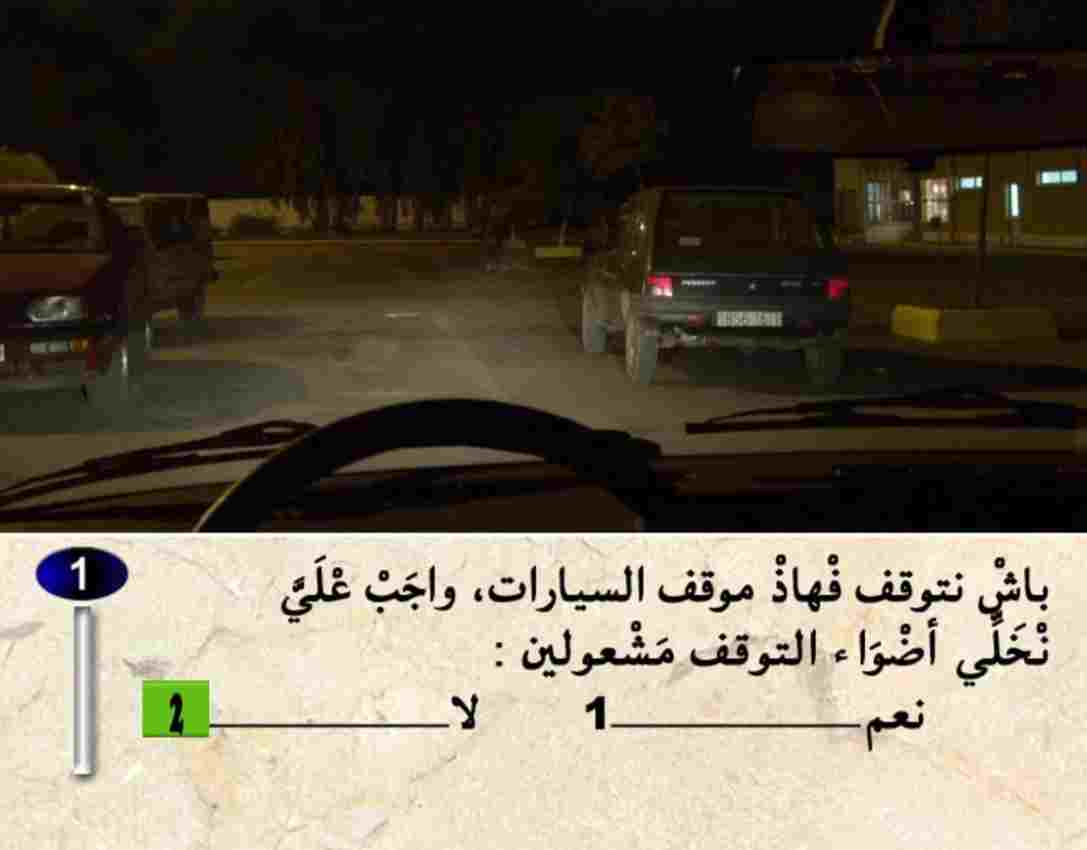 1
باشْ نتوقف فْهاذْ موقف السيارات، واجَبْ عْلَيَّ
نْخَلِّي أضْوَاء التوقف مَشْعولين :
نعم 1 لا 2